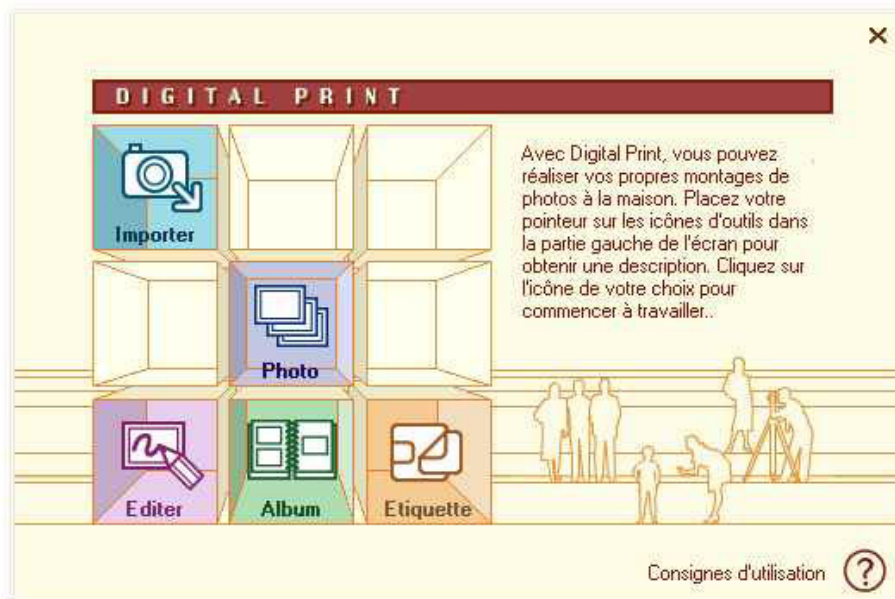 DIGITAL PRINT
Importer
Avec Digital Print, vous pouvez
réaliser vos propres montages de
photos à la maison. Placez votre
pointeur sur les icônes d'outils dans
la partie gauche de l'écran pour
obtenir une description. Cliquez sur
l'icône de votre choix pour
commencer à travailler..
Photo
Editer
Album
Etiquette
Consignes d'utilisation ?